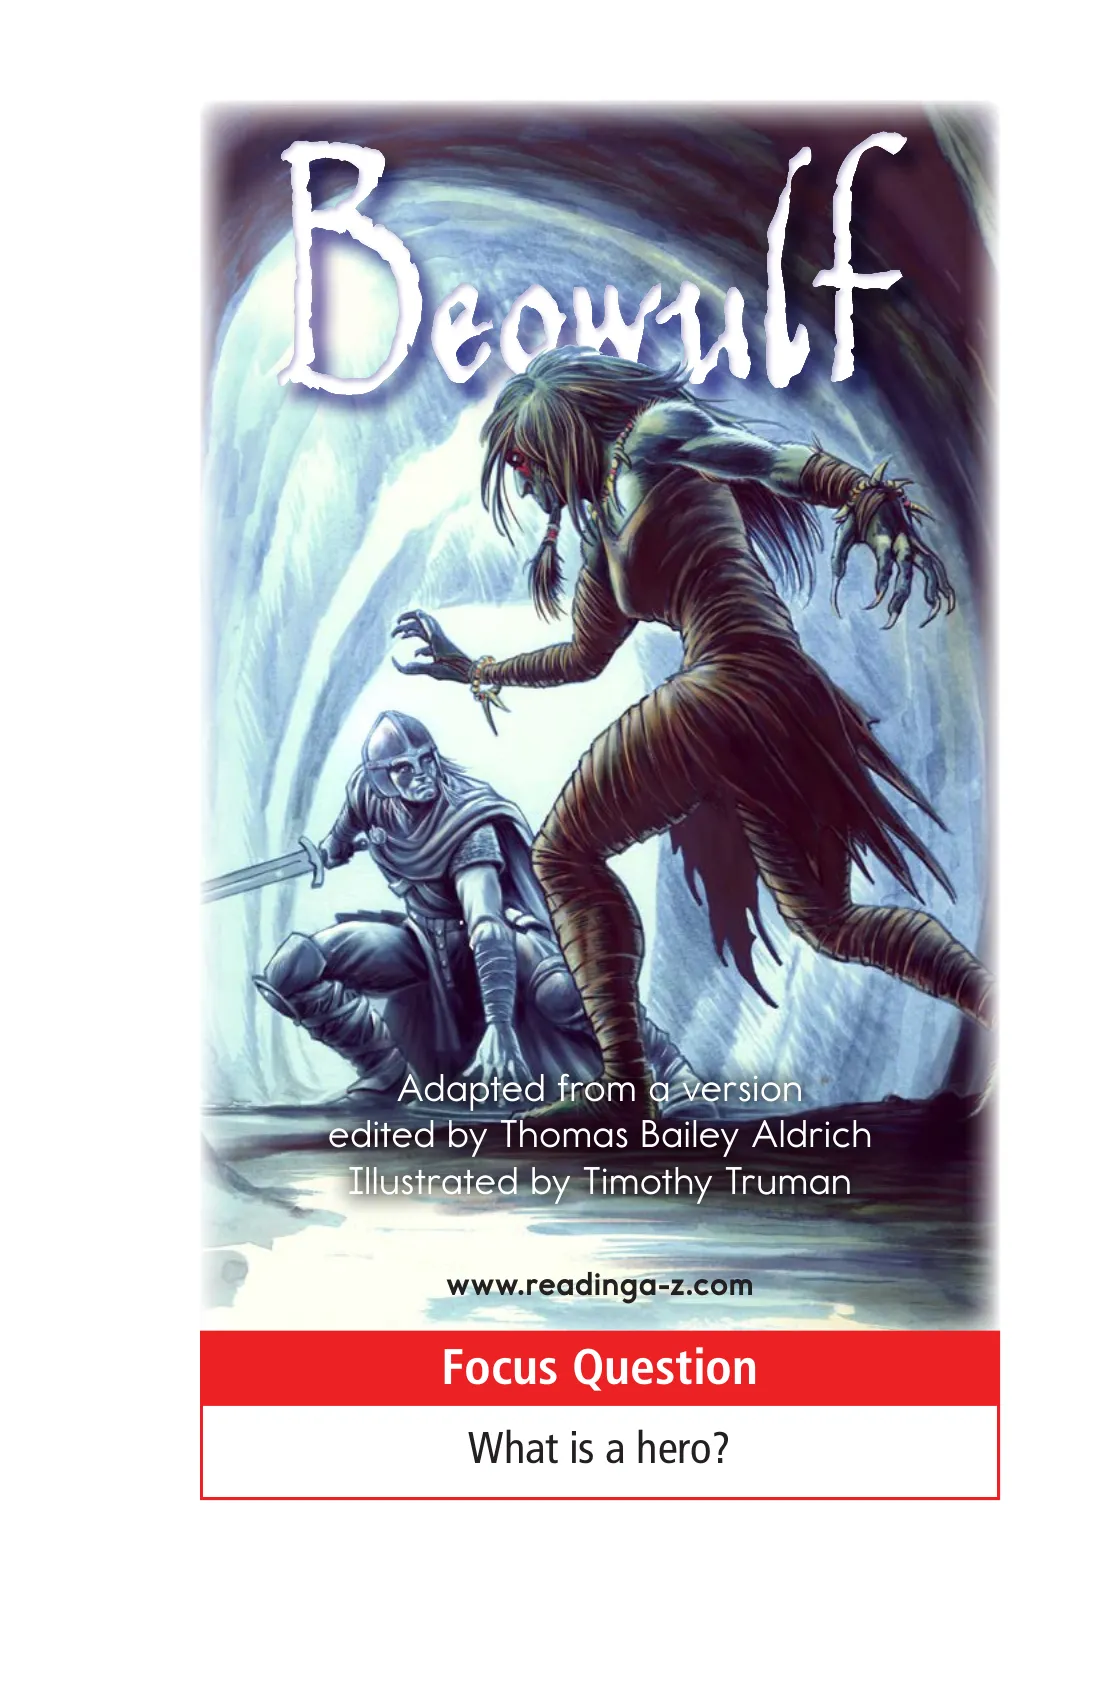 Beowulf
Adapted from a version
edited by Thomas Bailey Aldrich
Illustrated by Timothy Truman
www.readinga-z.com
Focus Question
What is a hero?